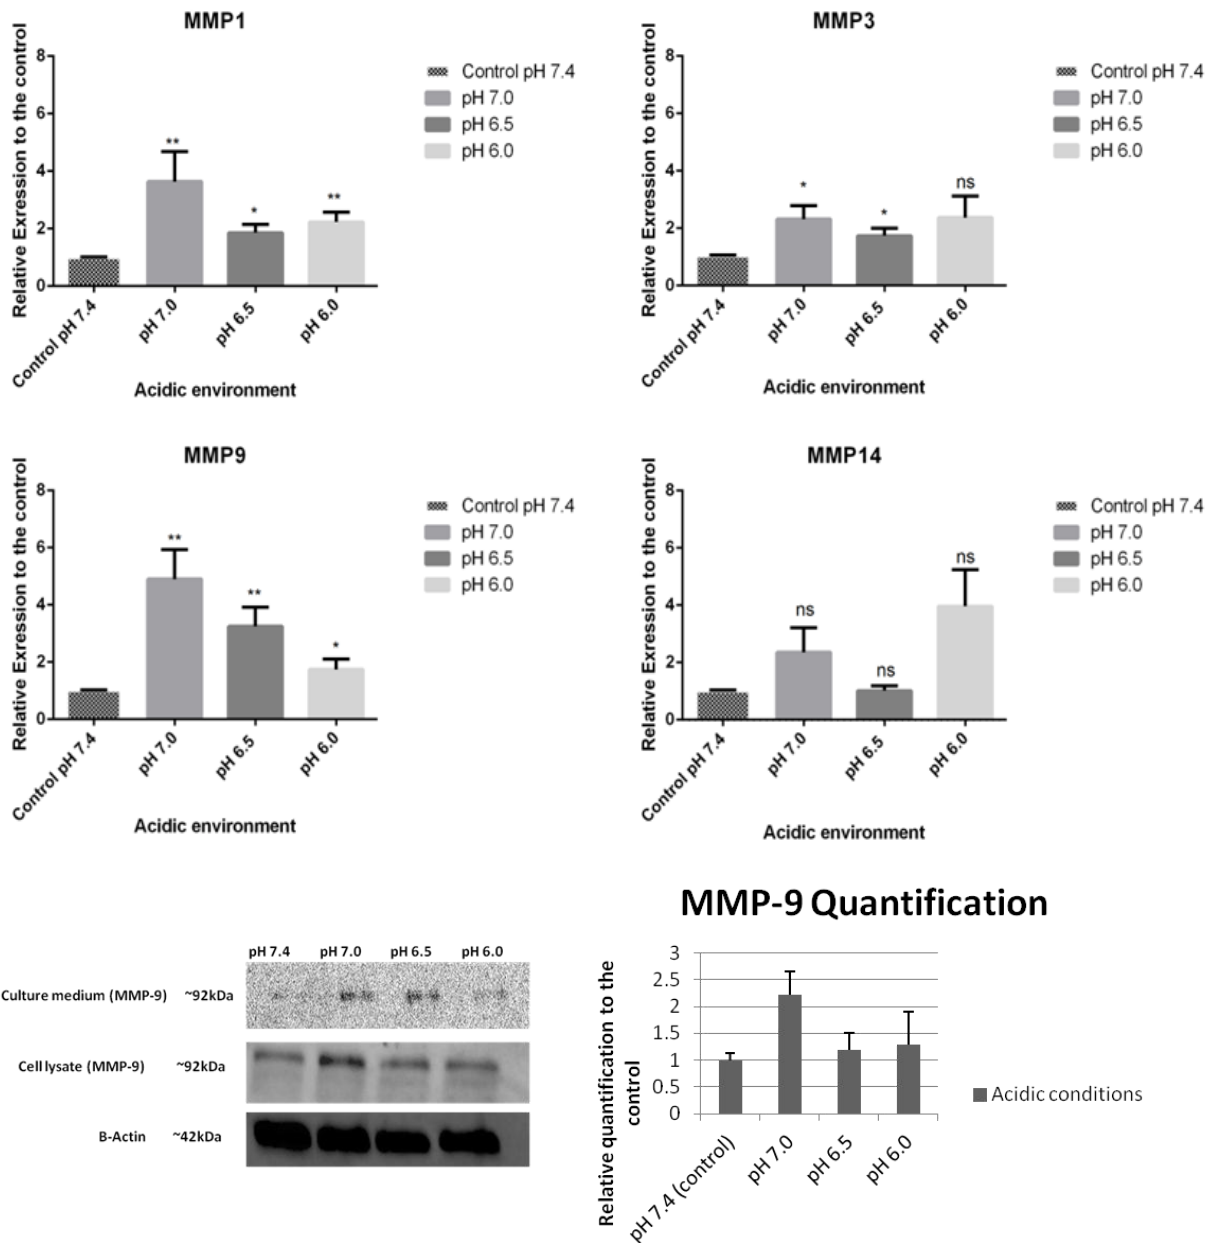 MMP1
Relative Exression to the control
8
6
4
2
0
**
*
**
Control pH 7.4
pH 7.0
pH 6.5
pH 6.0
Acidic environment
Control pH 7.4
pH 7.0
pH 6.5
pH 6.0
MMP3
Relative Exression to the control
8
6
4
2
0
*
*
ns
Control pH 7.4
pH 7.0
pH 6.5
pH 6.0
Acidic environment
Control pH 7.4
pH 7.0
pH 6.5
pH 6.0
MMP9
Relative Exression to the control
8
6
4
2
0
**
**
*
Control pH 7.4
pH 7.0
pH 6.5
pH 6.0
Acidic environment
Control pH 7.4
pH 7.0
pH 6.5
pH 6.0
MMP14
Relative Exression to the control
8
6
4
2
0
ns
ns
ns
Control pH 7.4
pH 7.0
pH 6.5
pH 6.0
Acidic environment
Control pH 7.4
pH 7.0
pH 6.5
pH 6.0
pH 7.4 pH 7.0 pH 6.5 pH 6.0
Culture medium (MMP-9) ~92kDa
Cell lysate (MMP-9) ~92kDa
B-Actin ~42kDa
MMP-9 Quantification
Relative quantification to the
control
3
2.5
2
1.5
1
0.5
0
pH 7.4 (control)
pH 7.0
pH 6.5
pH 6.0
Acidic conditions